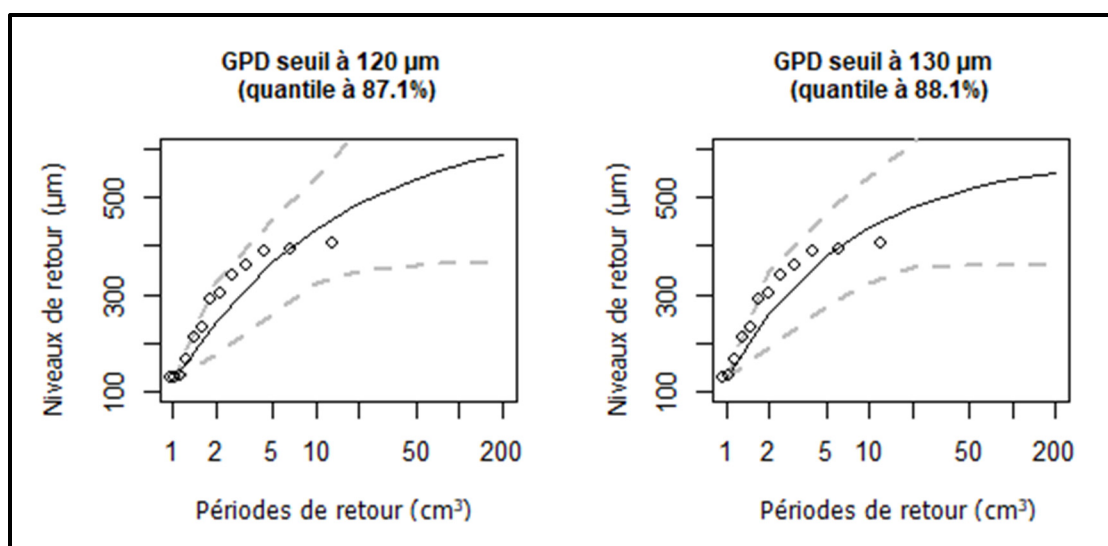 GPD seuil à 120 µm
(quantile à 87.1%)
Niveaux de retour (µm)
500
300
100
1 2 5 10 50 200
Périodes de retour (cm³)
GPD seuil à 130 µm
(quantile à 88.1%)
Niveaux de retour (µm)
500
300
100
1 2 5 10 50 200
Périodes de retour (cm³)